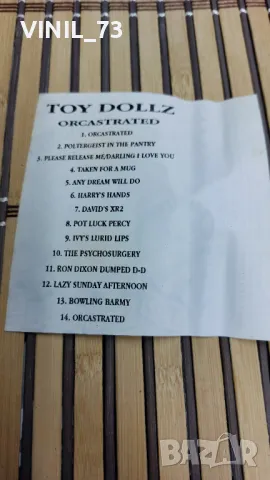 VINIL_73
TOY DOLLZ
ORCASTRATED
1. ORCASTRATED
2. POLTERGEIST IN THE PANTRY
3. PLEASE RELEASE ME/DARLING I LOVE YOU
4. TAKEN FOR A MUG
5. ANY DREAM WILL DO
6. HARRY'S HANDS
7. DAVID'S XR2
8. POT LUCK PERCY
9. IVY'S LURID LIPS
10. THE PSYCHOSURGERY
11. RON DIXON DUMPED D-D
12. LAZY SUNDAY AFTERNOON
13. BOWLING BARMY
14. ORCASTRATED
BAZAR